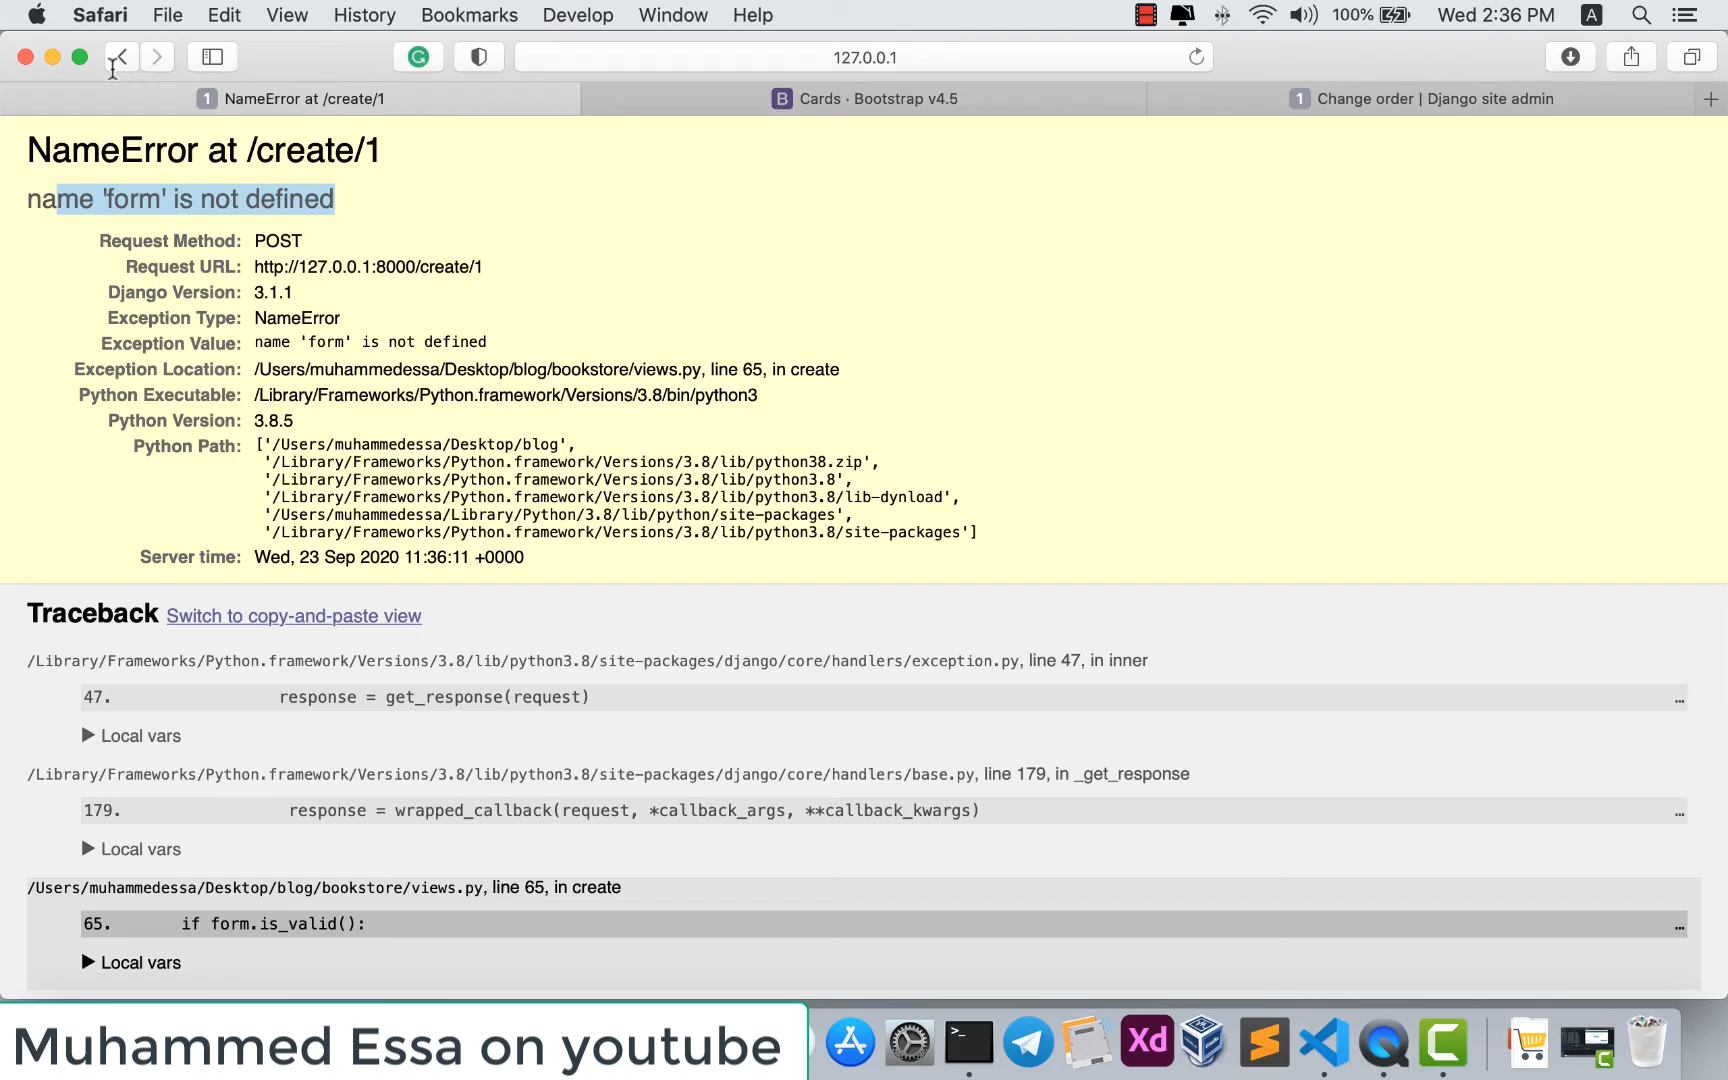 Safari File Edit View History Bookmarks Develop Window Help 100% Wed 2:36 PM A
127.0.0.1
1 NameError at /create/1 B Cards · Bootstrap v4.5 1 Change order | Django site admin
NameError at /create/1
name 'form' is not defined
Request Method: POST
Request URL: http://127.0.0.1:8000/create/1
Django Version: 3.1.1
Exception Type: NameError
Exception Value: name 'form' is not defined
Exception Location: /Users/muhammedessa/Desktop/blog/bookstore/views.py, line 65, in create
Python Executable: /Library/Frameworks/Python.framework/Versions/3.8/bin/python3
Python Version: 3.8.5
Python Path: ['/Users/muhammedessa/Desktop/blog',
'/Library/Frameworks/Python.framework/Versions/3.8/lib/python38.zip',
'/Library/Frameworks/Python.framework/Versions/3.8/lib/python3.8',
'/Library/Frameworks/Python.framework/Versions/3.8/lib/python3.8/lib-dynload',
'/Users/muhammedessa/Library/Python/3.8/lib/python/site-packages',
'/Library/Frameworks/Python.framework/Versions/3.8/lib/python3.8/site-packages']
Server time: Wed, 23 Sep 2020 11:36:11 +0000
Traceback Switch to copy-and-paste view
/Library/Frameworks/Python.framework/Versions/3.8/lib/python3.8/site-packages/django/core/handlers/exception.py, line 47, in inner
47. response = get_response(request) …
▶ Local vars
/Library/Frameworks/Python.framework/Versions/3.8/lib/python3.8/site-packages/django/core/handlers/base.py, line 179, in _get_response
179. response = wrapped_callback(request, *callback_args, **callback_kwargs) …
▶ Local vars
/Users/muhammedessa/Desktop/blog/bookstore/views.py, line 65, in create
65. if form.is_valid(): …
▶ Local vars
Muhammed Essa on youtube
Xd